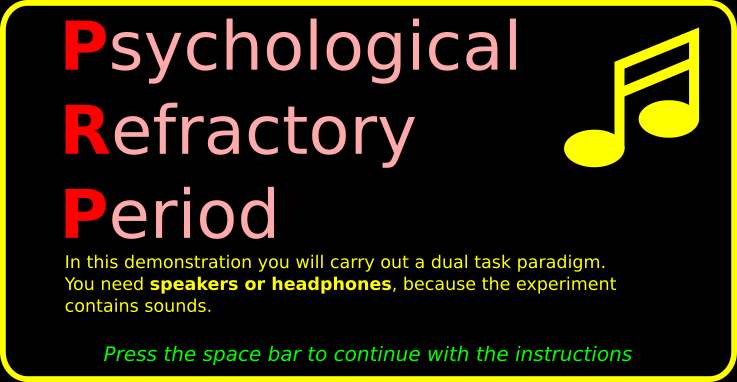 Psychological
Refractory
Period
In this demonstration you will carry out a dual task paradigm.
You need speakers or headphones, because the experiment
contains sounds.
Press the space bar to continue with the instructions